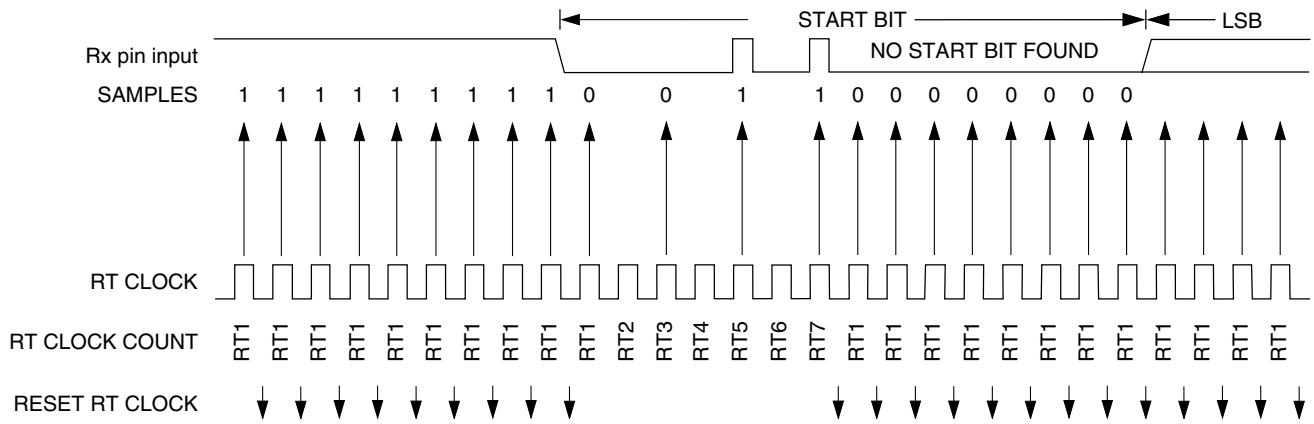 START BIT LSB
Rx pin input NO START BIT FOUND
SAMPLES 1 1 1 1 1 1 1 1 1 0 0 1 1 0 0 0 0 0 0 0 0
RT CLOCK
RT CLOCK COUNT RT1 RT1 RT1 RT1 RT1 RT1 RT1 RT1 RT1 RT1 RT2 RT3 RT4 RT5 RT6 RT7 RT1 RT1 RT1 RT1 RT1 RT1 RT1 RT1 RT1 RT1 RT1 RT1
RESET RT CLOCK